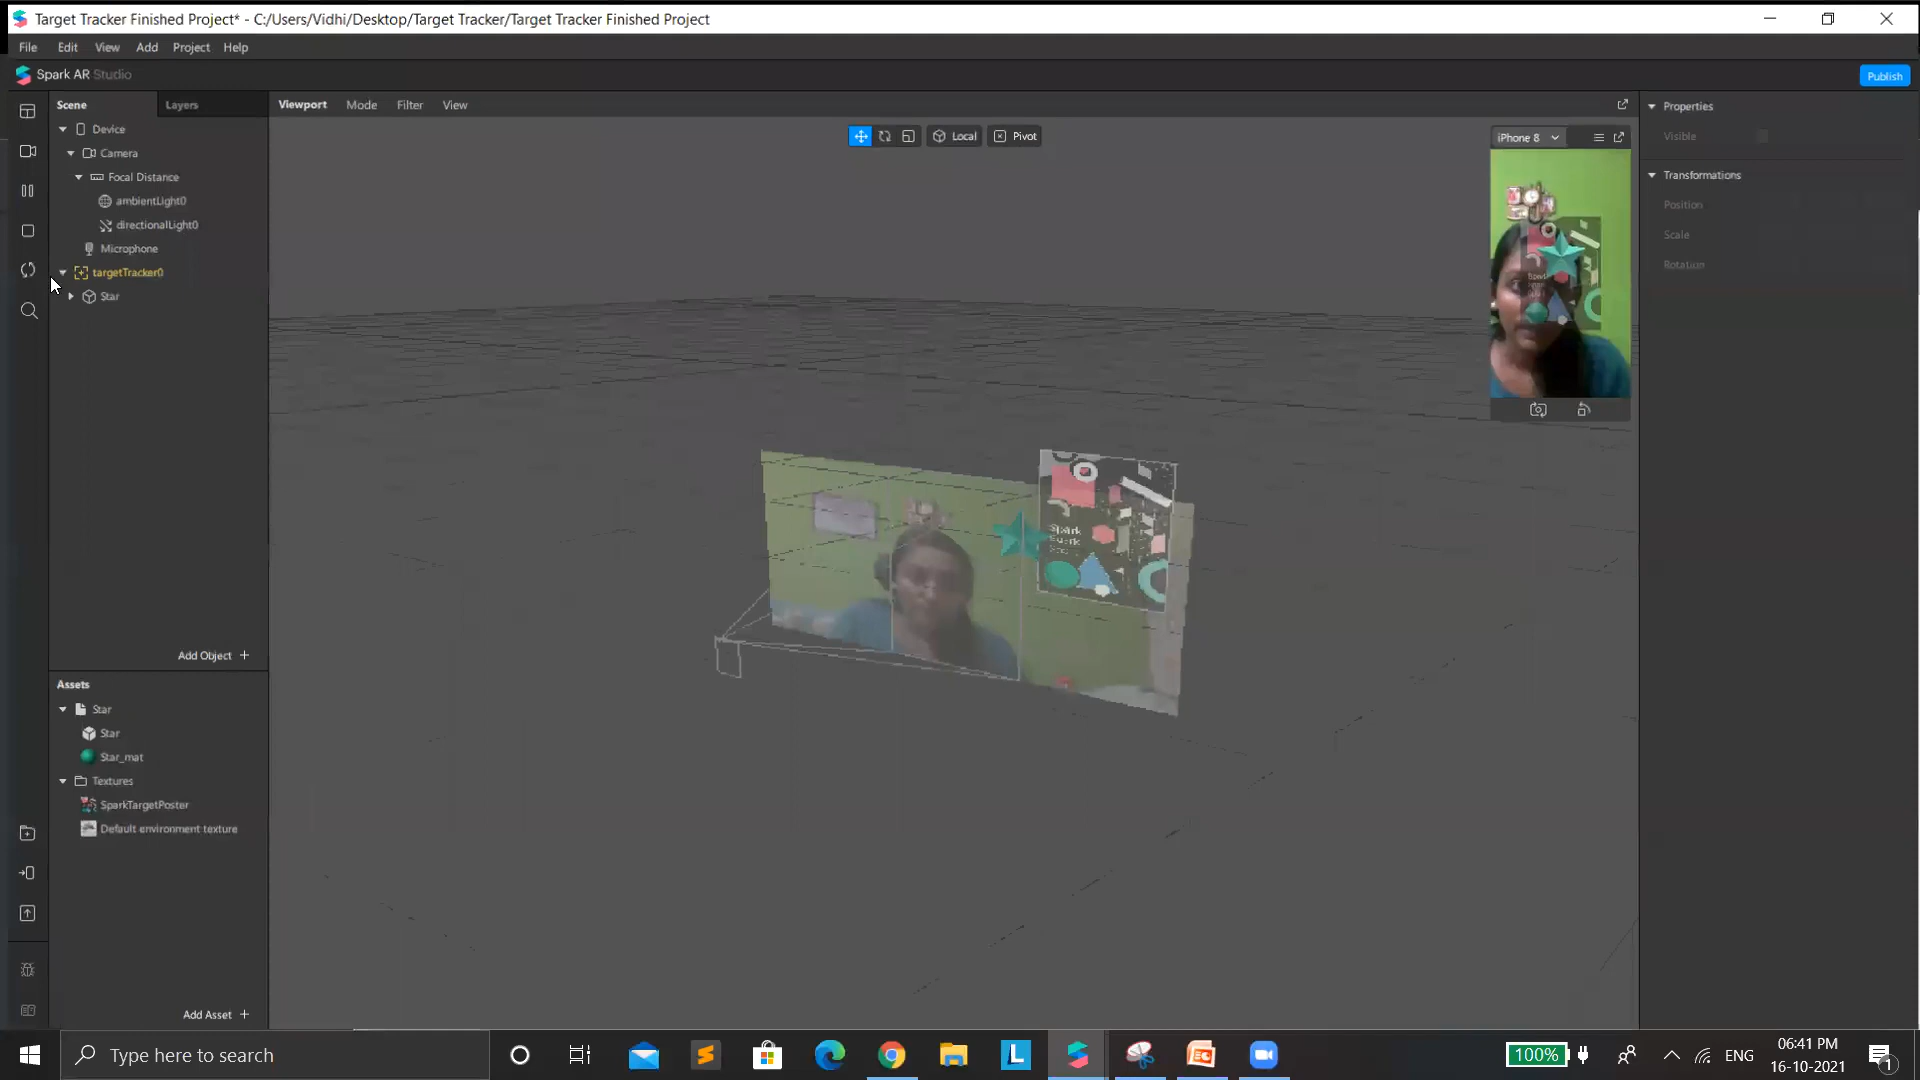 Target Tracker Finished Project* - C:/Users/Vidhi/Desktop/Target Tracker/Target Tracker Finished Project
File Edit View Add Project Help
Spark AR Studio
Publish
Scene Layers
Viewport Mode Filter View
Properties
Device
Local Pivot
iPhone 8
Visible
Camera
Focal Distance
Transformations
ambientLight0
Position
directionalLight0
Scale
Microphone
Rotation
targetTracker0
Star
Spark
Add Object +
Assets
Star
Star
Star_mat
Textures
SparkTargetPoster
Default environment texture
Add Asset +
Type here to search
100%
ENG
06:41 PM
16-10-2021
1